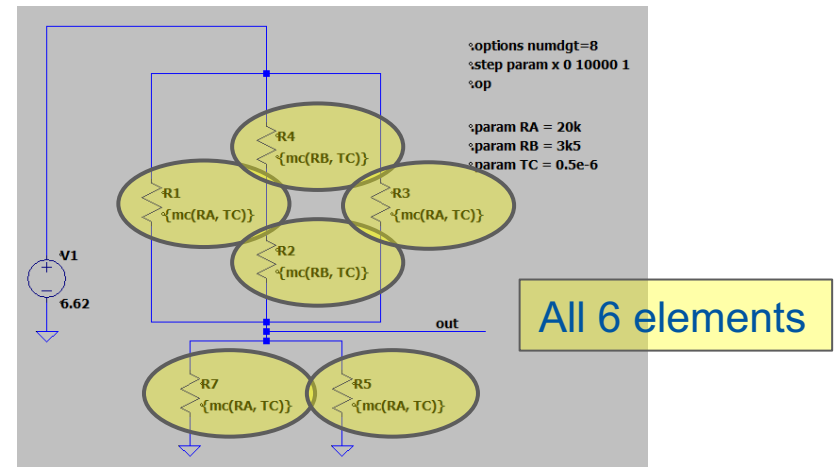 .options numdgt=8
.step param x 0 10000 1
.op
.param RA = 20k
.param RB = 3k5
.param TC = 0.5e-6
R4
{mc(RB, TC)}
R1
{mc(RA, TC)}
R3
{mc(RA, TC)}
R2
{mc(RB, TC)}
V1
+
−
6.62
out
All 6 elements
R7
{mc(RA, TC)}
R5
{mc(RA, TC)}